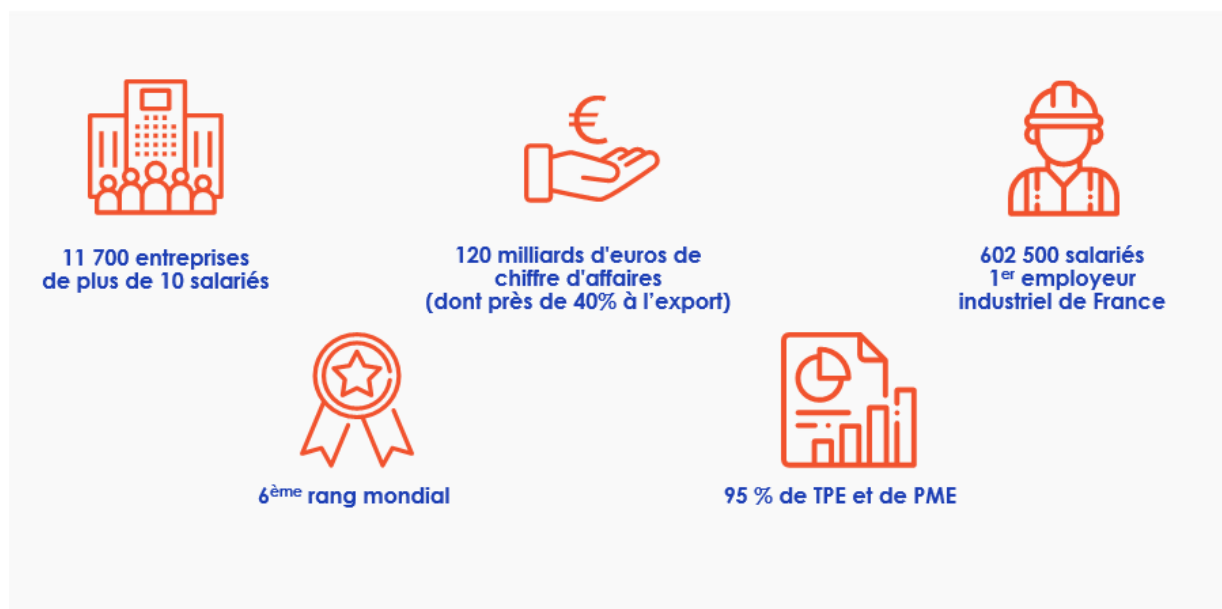 11 700 entreprises
de plus de 10 salariés
120 milliards d'euros de
chiffre d'affaires
(dont près de 40% à l’export)
602 500 salariés
1er employeur
industriel de France
6ème rang mondial
95 % de TPE et de PME